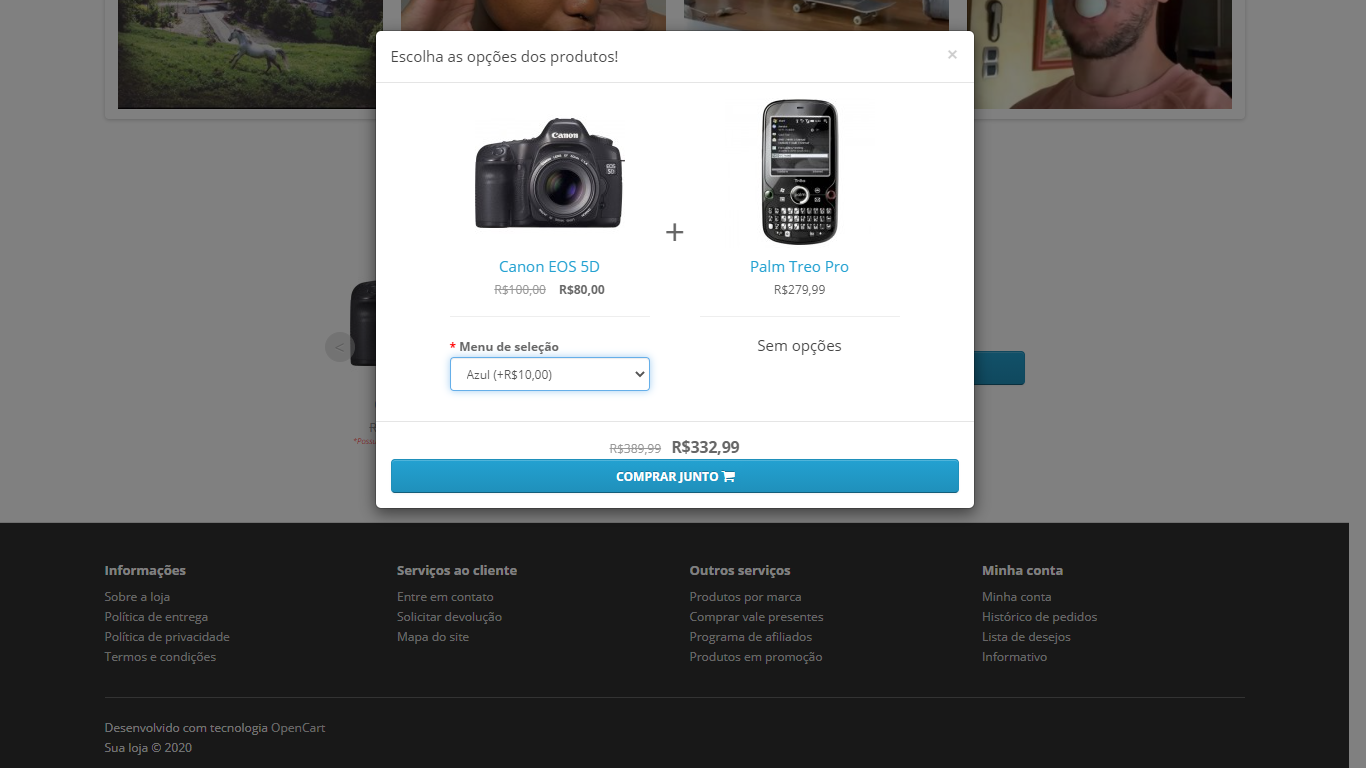 Escolha as opções dos produtos!
×
Canon
EOS
5D
+
Canon EOS 5D
R$100,00 R$80,00
Palm Treo Pro
R$279,99
<
* Menu de seleção
Azul (+R$10,00)
Sem opções
R$389,99 R$332,99
COMPRAR JUNTO
Informações
Sobre a loja
Política de entrega
Política de privacidade
Termos e condições
Serviços ao cliente
Entre em contato
Solicitar devolução
Mapa do site
Outros serviços
Produtos por marca
Comprar vale presentes
Programa de afiliados
Produtos em promoção
Minha conta
Minha conta
Histórico de pedidos
Lista de desejos
Informativo
Desenvolvido com tecnologia OpenCart
Sua loja © 2020